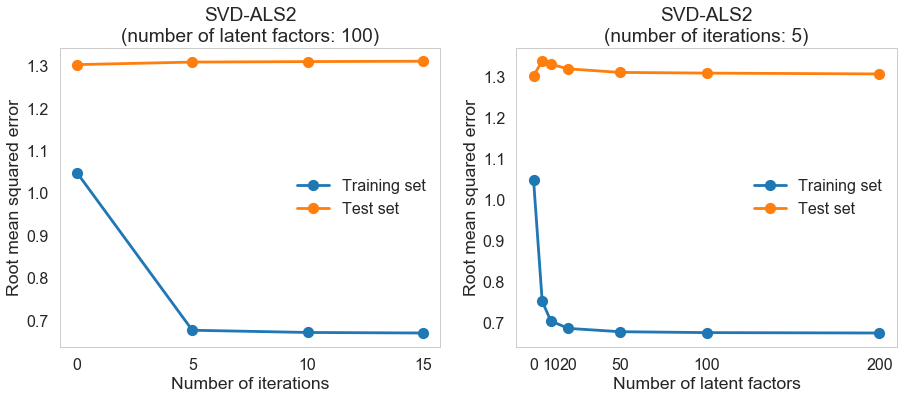 SVD-ALS2
(number of latent factors: 100)
Root mean squared error
1.3
1.2
1.1
1.0
0.9
0.8
0.7
Training set
Test set
0 5 10 15
Number of iterations
SVD-ALS2
(number of iterations: 5)
Root mean squared error
1.3
1.2
1.1
1.0
0.9
0.8
0.7
Training set
Test set
0 10 20 50 100 200
Number of latent factors